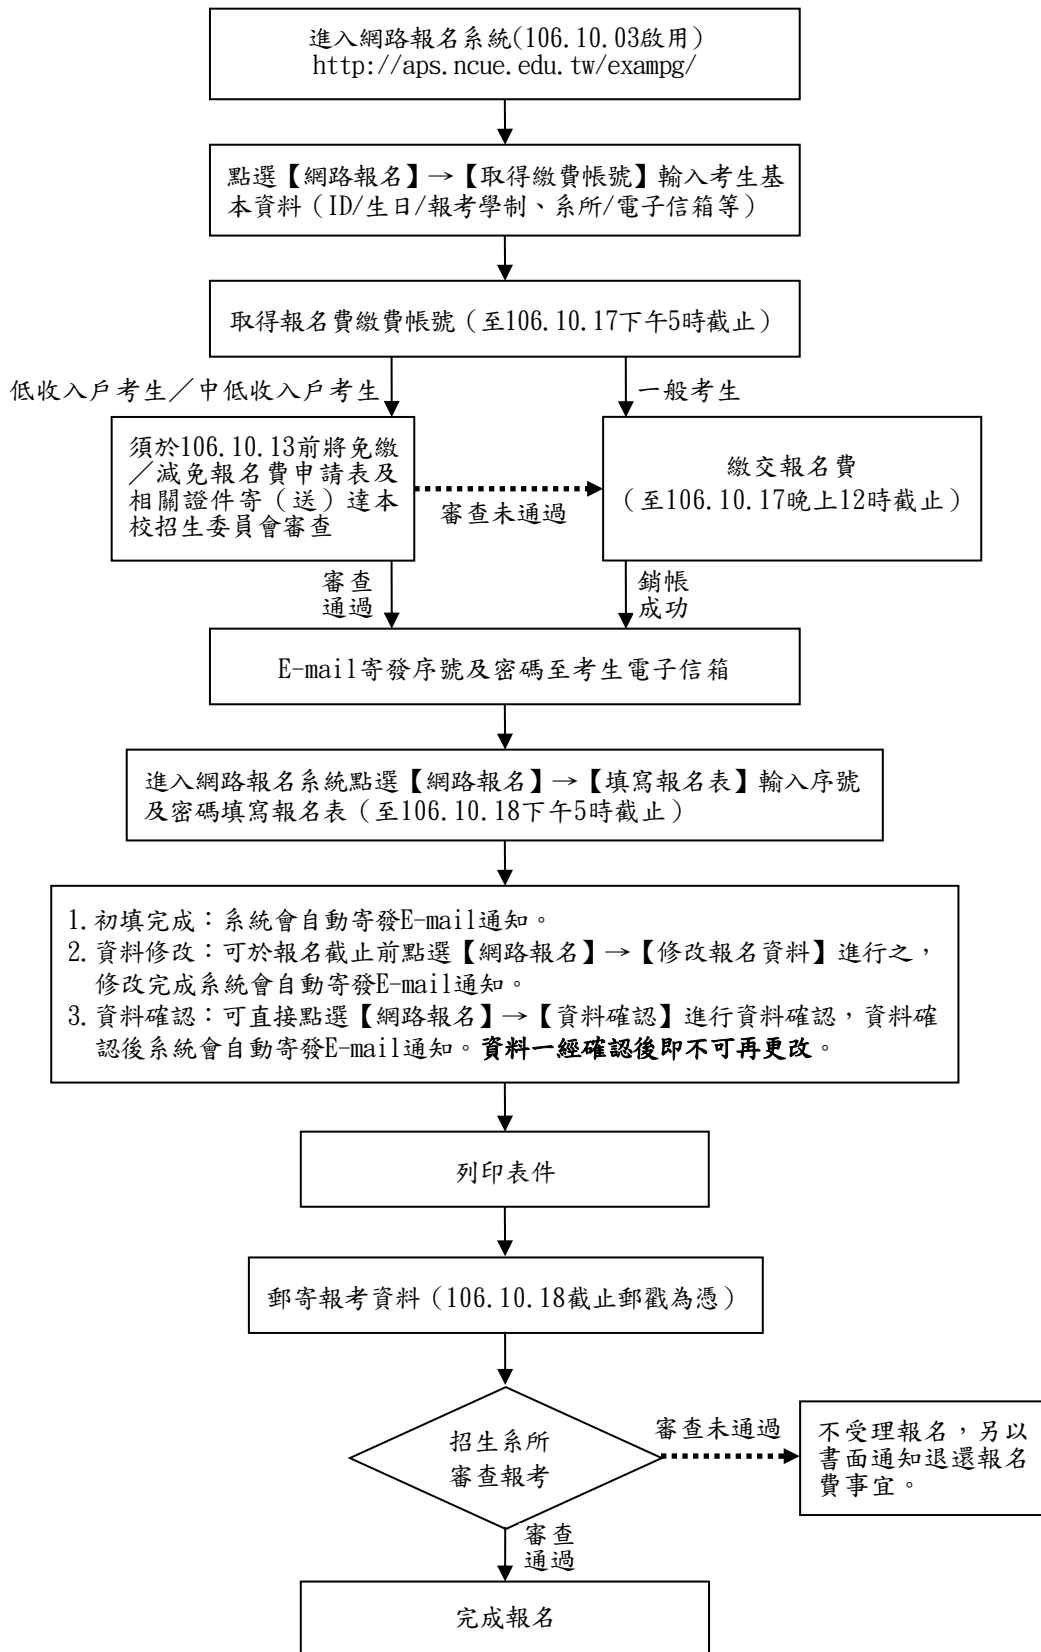 進入網路報名系統(106.10.03啟用)
http://aps.ncue.edu.tw/exampg/
點選【網路報名】→【取得繳費帳號】輸入考生基
本資料（ID/生日/報考學制、系所/電子信箱等）
取得報名費繳費帳號（至106.10.17下午5時截止）
低收入戶考生／中低收入戶考生
一般考生
須於106.10.13前將免繳
／減免報名費申請表及
相關證件寄（送）達本
校招生委員會審查
審查未通過
繳交報名費
（至106.10.17晚上12時截止）
審查
通過
銷帳
成功
E-mail寄發序號及密碼至考生電子信箱
進入網路報名系統點選【網路報名】→【填寫報名表】輸入序號
及密碼填寫報名表（至106.10.18下午5時截止）
1.初填完成：系統會自動寄發E-mail通知。
2.資料修改：可於報名截止前點選【網路報名】→【修改報名資料】進行之，
修改完成系統會自動寄發E-mail通知。
3.資料確認：可直接點選【網路報名】→【資料確認】進行資料確認，資料確
認後系統會自動寄發E-mail通知。資料一經確認後即不可再更改。
列印表件
郵寄報考資料（106.10.18截止郵戳為憑）
招生系所
審查報考
審查未通過
不受理報名，另以
書面通知退還報名
費事宜。
審查
通過
完成報名